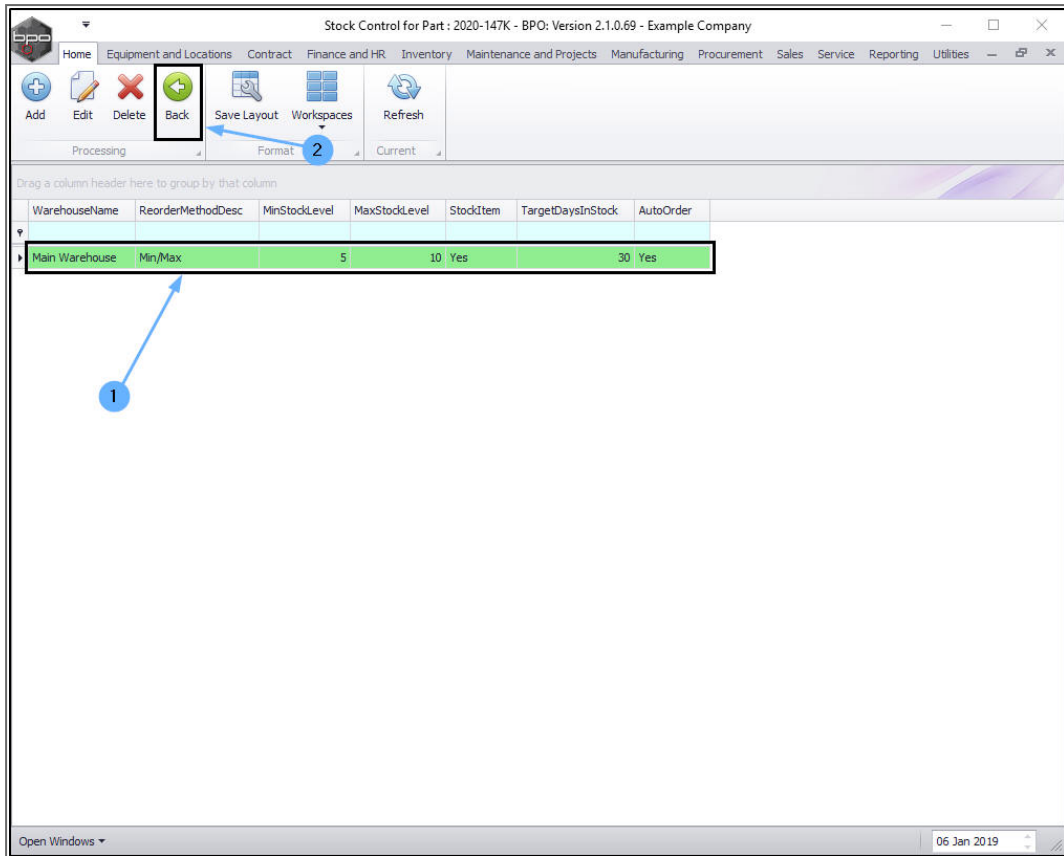 Stock Control for Part : 2020-147K - BPO: Version 2.1.0.69 - Example Company
bpo
Home Equipment and Locations Contract Finance and HR Inventory Maintenance and Projects Manufacturing Procurement Sales Service Reporting Utilities
Add Edit Delete Back Save Layout Workspaces Refresh
Processing Format 2 Current
Drag a column header here to group by that column
WarehouseName ReorderMethodDesc MinStockLevel MaxStockLevel StockItem TargetDaysInStock AutoOrder
Main Warehouse Min/Max 5 10 Yes 30 Yes
1
Open Windows 06 Jan 2019